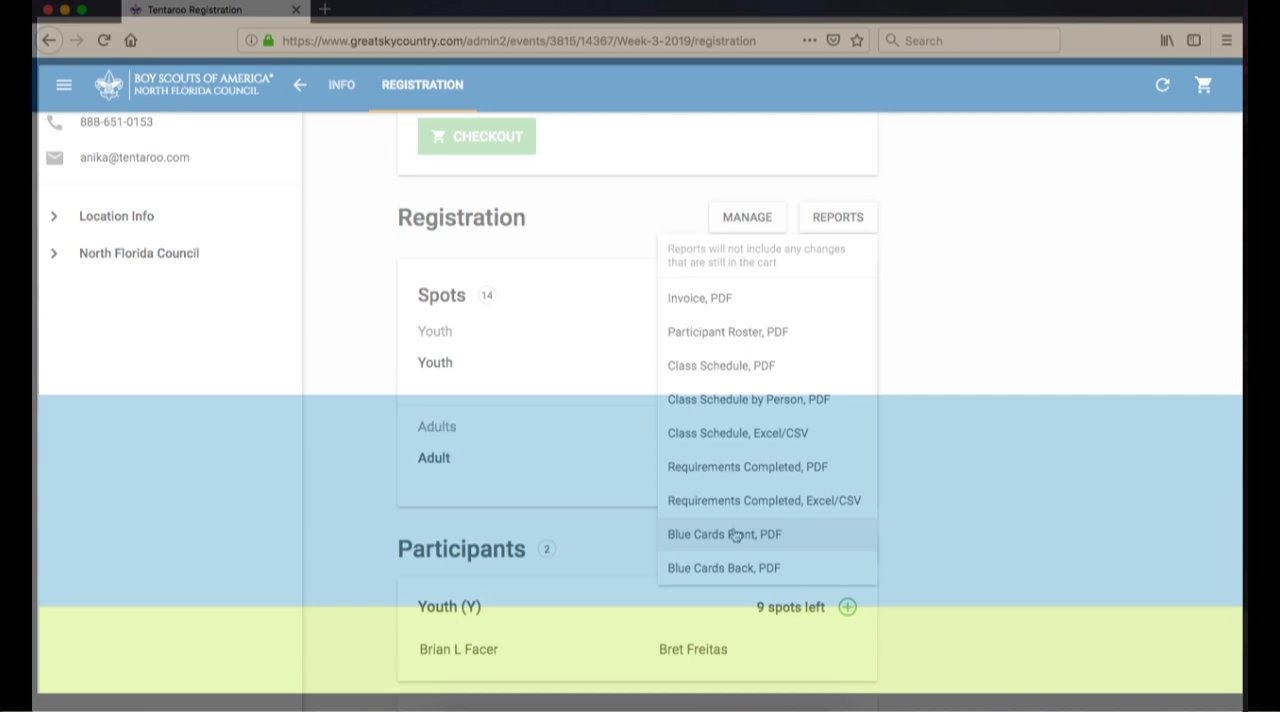 Tentaroo Registration
https://www.greatskycountry.com/admin2/events/3815/14367/Week-3-2019/registration
Search
BOY SCOUTS OF AMERICA®
NORTH FLORIDA COUNCIL
INFO
REGISTRATION
888-651-0153
anika@tentaroo.com
Location Info
North Florida Council
CHECKOUT
Registration
MANAGE
REPORTS
Reports will not include any changes
that are still in the cart
Invoice, PDF
Participant Roster, PDF
Class Schedule, PDF
Class Schedule by Person, PDF
Class Schedule, Excel/CSV
Requirements Completed, PDF
Requirements Completed, Excel/CSV
Blue Cards Front, PDF
Blue Cards Back, PDF
Spots 14
Youth
Youth
Adults
Adult
Participants 2
Youth (Y)
9 spots left
Brian L Facer
Bret Freitas